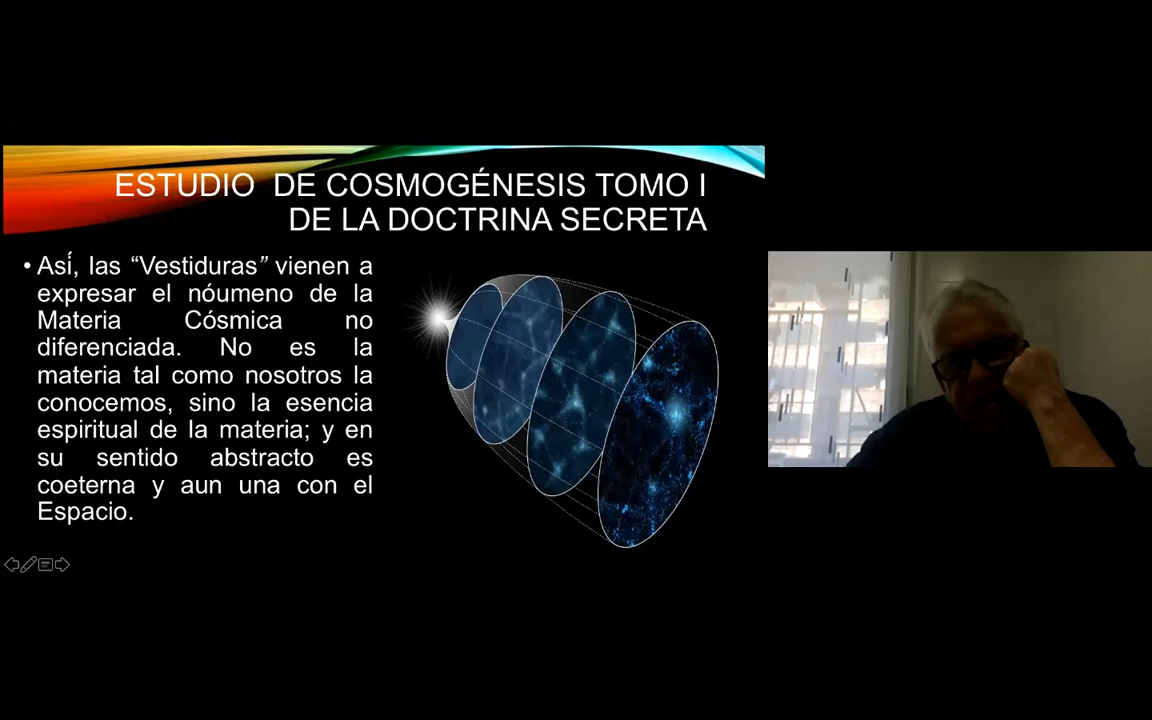 ESTUDIO DE COSMOGÉNESIS TOMO I
DE LA DOCTRINA SECRETA
• Así, las “Vestiduras” vienen a
expresar el nóumeno de la
Materia Cósmica no
diferenciada. No es la
materia tal como nosotros la
conocemos, sino la esencia
espiritual de la materia; y en
su sentido abstracto es
coeterna y aun una con el
Espacio.